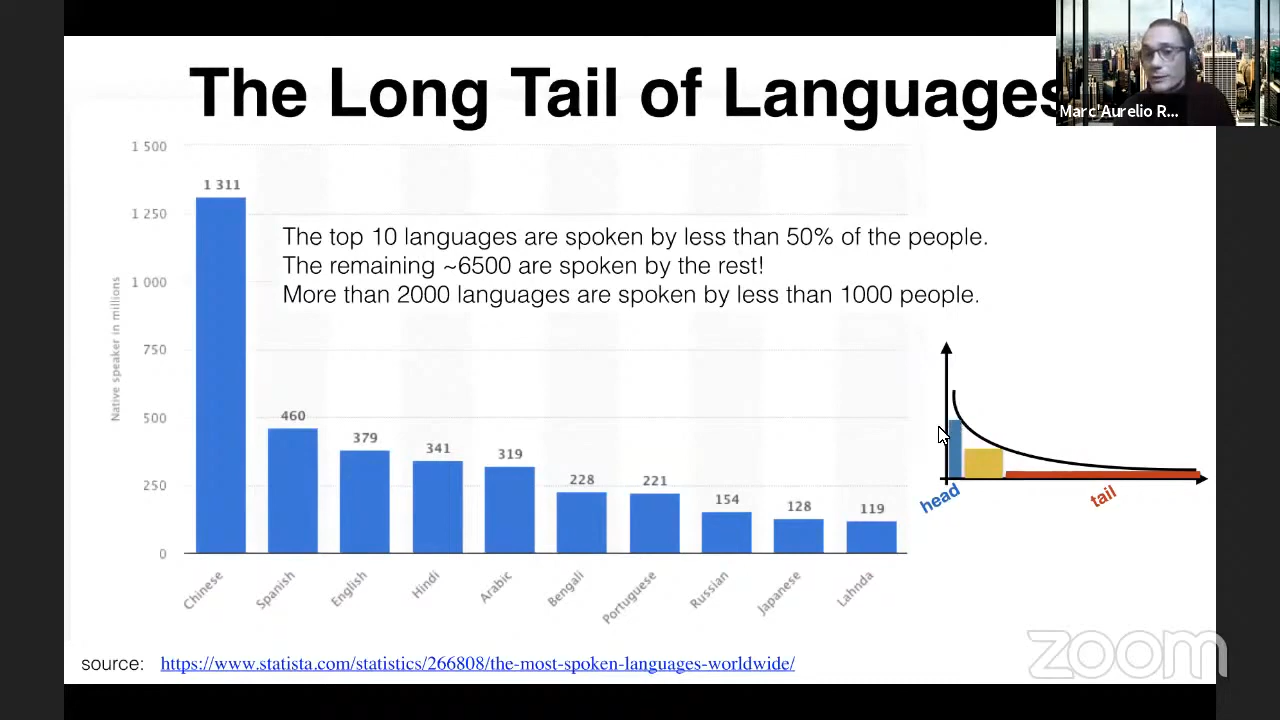 The Long Tail of Languages
Marc'Aurelio R...
1 500
1 311
1 250
The top 10 languages are spoken by less than 50% of the people.
The remaining ~6500 are spoken by the rest!
More than 2000 languages are spoken by less than 1000 people.
1 000
Native speaker in millions
750
500
460
379
341
319
250
228
221
154
128
119
0
head
tail
Chinese
Spanish
English
Hindi
Arabic
Bengali
Portuguese
Russian
Japanese
Lahnda
source: https://www.statista.com/statistics/266808/the-most-spoken-languages-worldwide/
zoom